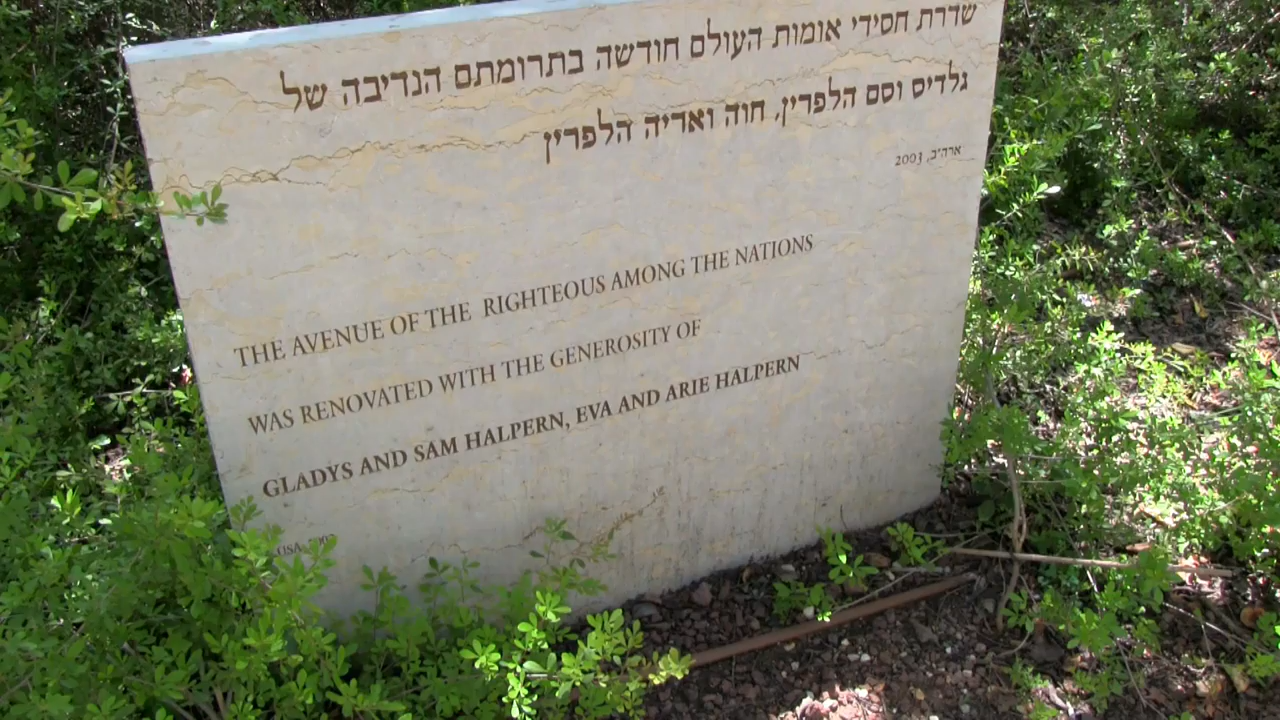 שדרת חסידי אומות העולם חודשה בתרומתם הנדיבה של
גלדיס וסם הלפרין, חוה ואריה הלפרין
ארה״ב, 2003
THE AVENUE OF THE RIGHTEOUS AMONG THE NATIONS
WAS RENOVATED WITH THE GENEROSITY OF
GLADYS AND SAM HALPERN, EVA AND ARIE HALPERN
USA, 2003